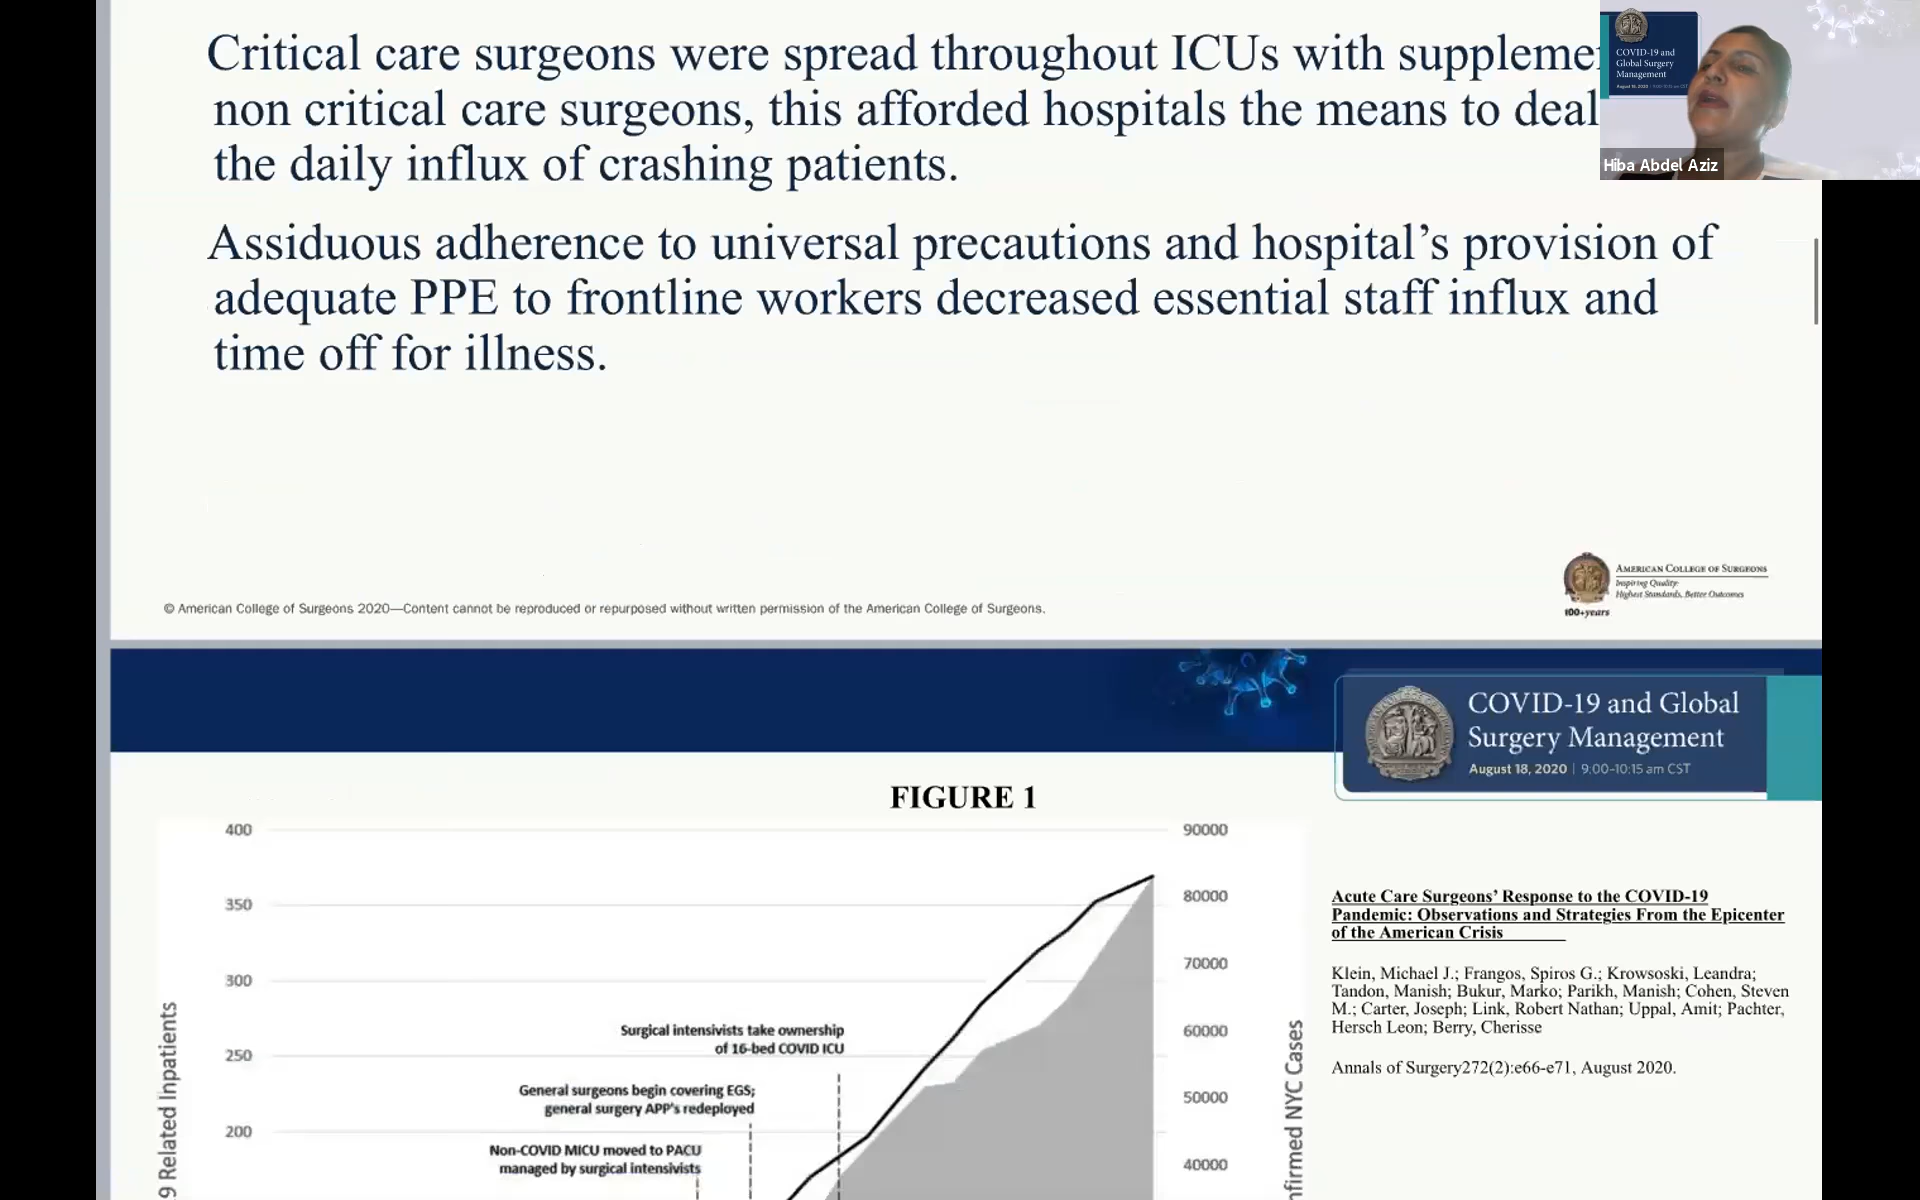 Critical care surgeons were spread throughout ICUs with
non critical care surgeons, this afforded hospitals the means to deal
the daily influx of crashing patients.
Assiduous adherence to universal precautions and hospital's provision of
adequate PPE to frontline workers decreased essential staff influx and
time off for illness.
COVID-19 and
Global Surgery
Management
August 18, 2020
Hiba Abdel Aziz
© American College of Surgeons 2020—Content cannot be reproduced or repurposed without written permission of the American College of Surgeons.
AMERICAN COLLEGE OF SURGEONS
Inspiring Quality:
Highest Standards, Better Outcomes
100+years
COVID-19 and Global
Surgery Management
August 18, 2020 | 9:00-10:15 am CST
FIGURE 1
400
350
300
250
200
9 Related Inpatients
Surgical intensivists take ownership
of 16-bed COVID ICU
General surgeons begin covering EGS;
general surgery APP's redeployed
Non-COVID MICU moved to PACU
managed by surgical intensivists
90000
80000
70000
60000
50000
40000
nfirmed NYC Cases
Acute Care Surgeons' Response to the COVID-19
Pandemic: Observations and Strategies From the Epicenter
of the American Crisis
Klein, Michael J.; Frangos, Spiros G.; Krowsoski, Leandra;
Tandon, Manish; Bukur, Marko; Parikh, Manish; Cohen, Steven
M.; Carter, Joseph; Link, Robert Nathan; Uppal, Amit; Pachter,
Hersch Leon; Berry, Cherisse
Annals of Surgery272(2):e66-e71, August 2020.